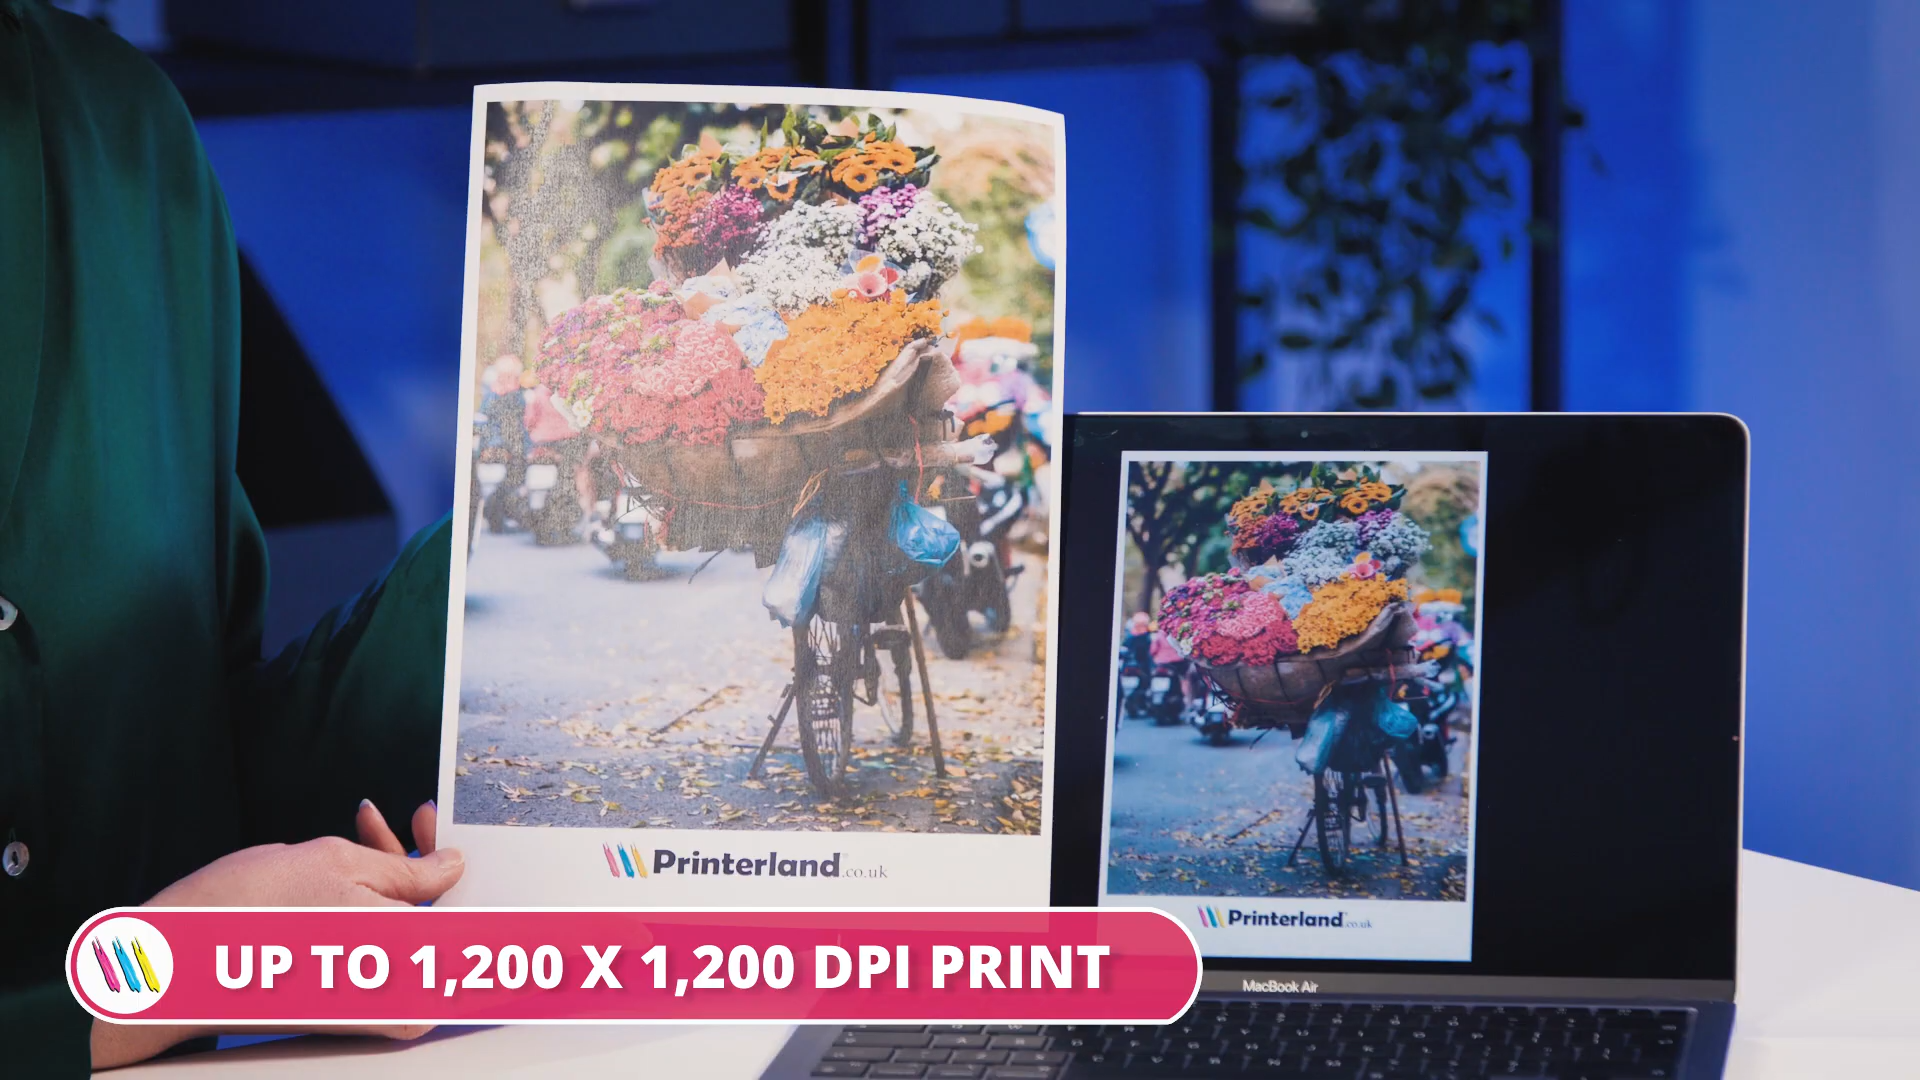 Printerland.co.uk
Printerland.co.uk
MacBook Air
UP TO 1,200 X 1,200 DPI PRINT